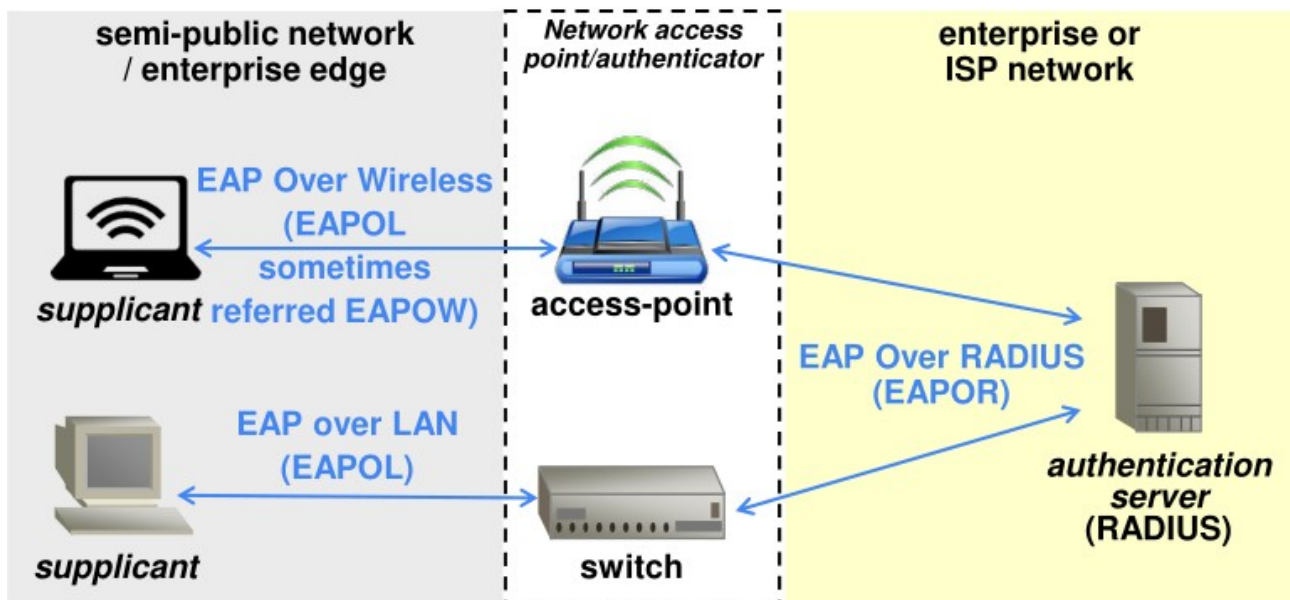 semi-public network
/ enterprise edge
Network access
point/authenticator
enterprise or
ISP network
EAP Over Wireless
(EAPOL
sometimes
referred EAPOW)
supplicant
access-point
EAP Over RADIUS
(EAPOR)
EAP over LAN
(EAPOL)
supplicant
switch
authentication
server
(RADIUS)